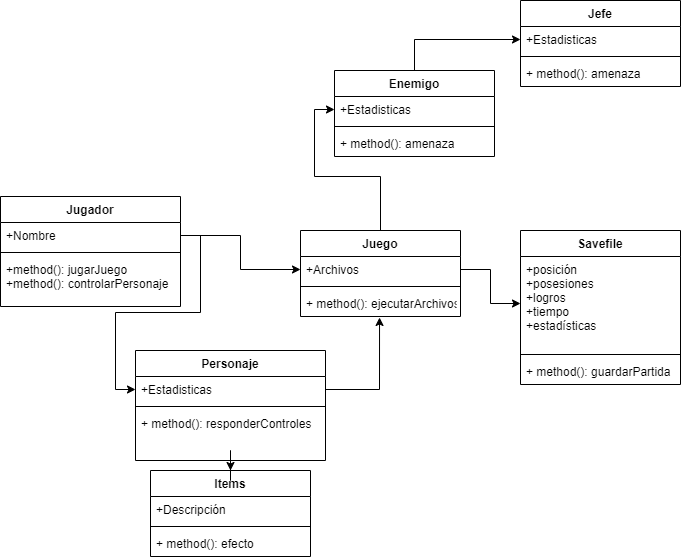 Jefe
+Estadisticas
+ method(): amenaza
Enemigo
+Estadisticas
+ method(): amenaza
Jugador
+Nombre
+method(): jugarJuego
+method(): controlarPersonaje
Juego
+Archivos
+ method(): ejecutarArchivos
Savefile
+posición
+posesiones
+logros
+tiempo
+estadísticas
+ method(): guardarPartida
Personaje
+Estadisticas
+ method(): responderControles
Items
+Descripción
+ method(): efecto